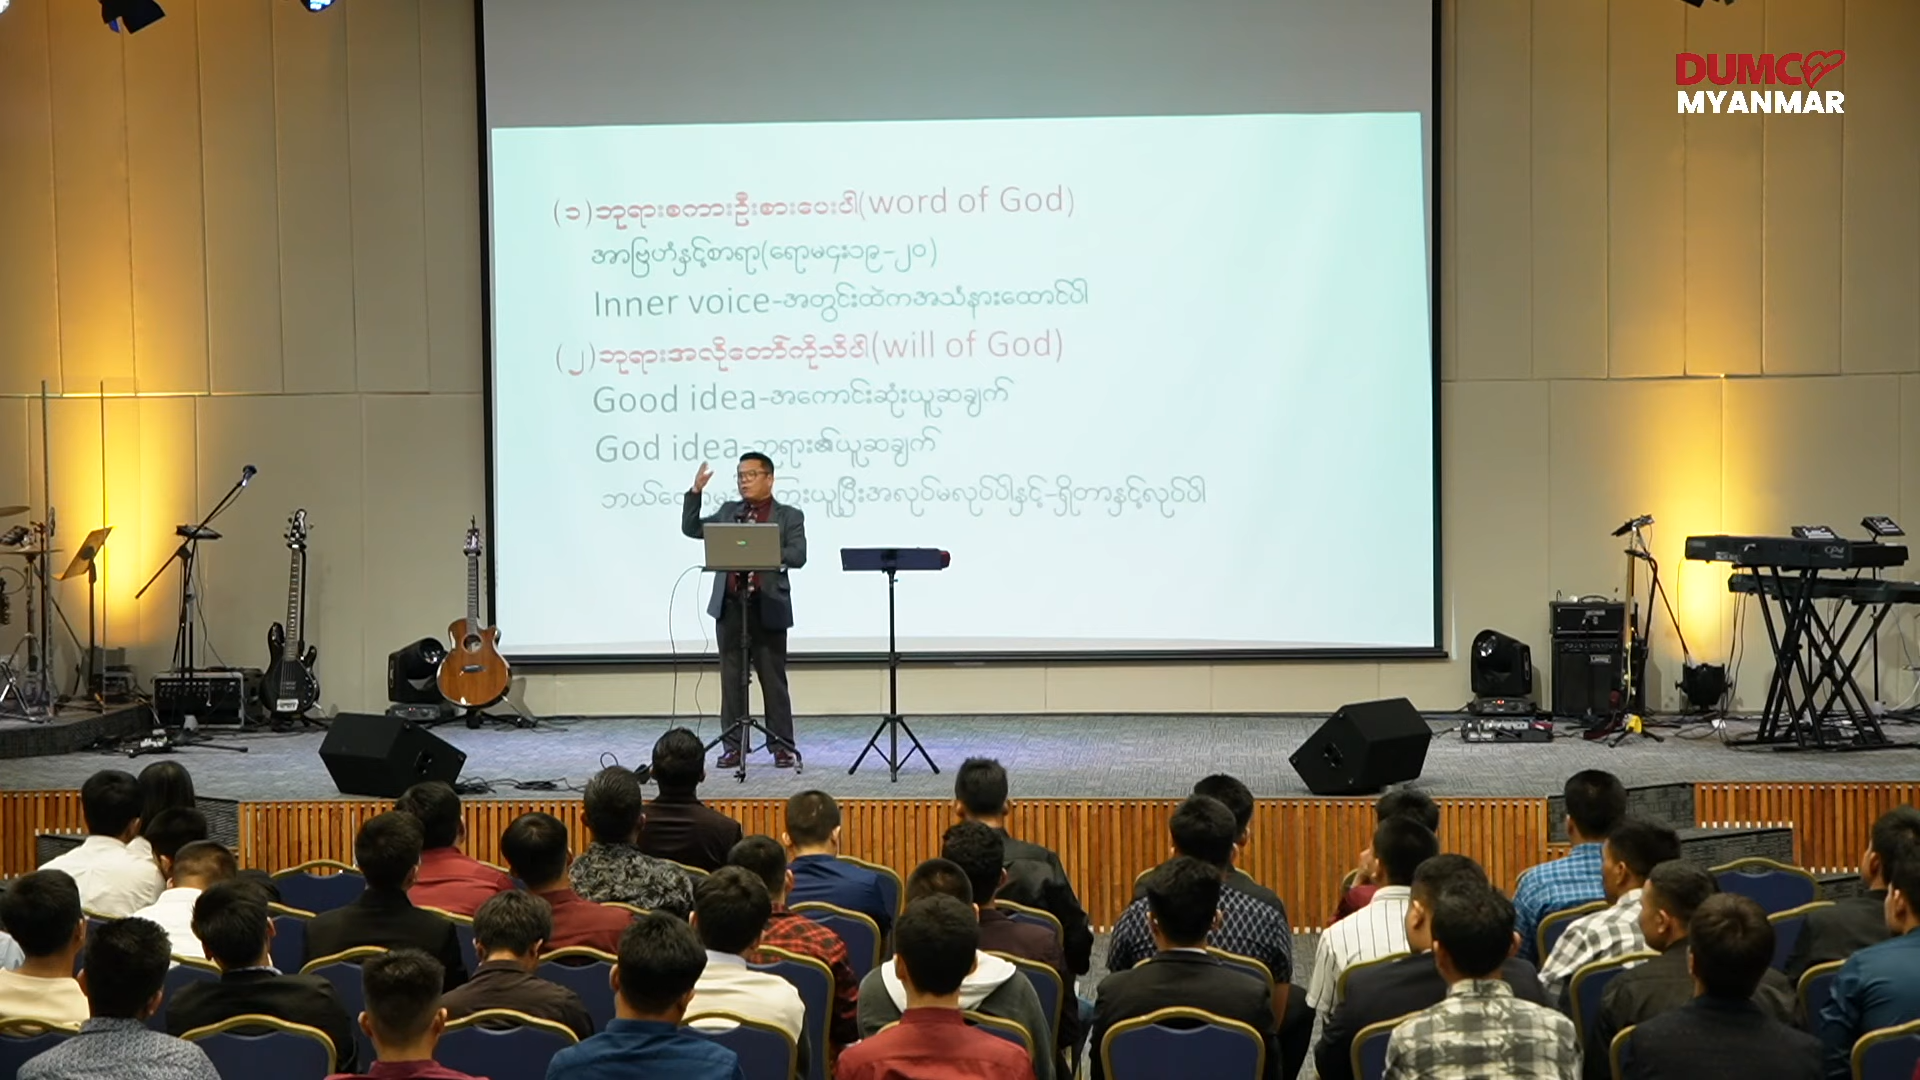 DUMC
MYANMAR
(၁)ဘုရားစကားဦးစားပေးပါ(word of God)
အာဗြဟံနှင့်စာရာ(ရောမ၄း၁၉-၂၀)
Inner voice-အတွင်းထဲကအသံနားထောင်ပါ
(၂)ဘုရားအလိုတော်ကိုသိပါ(will of God)
Good idea-အကောင်းဆုံးယူဆချက်
God idea-ဘုရား၏ယူဆချက်